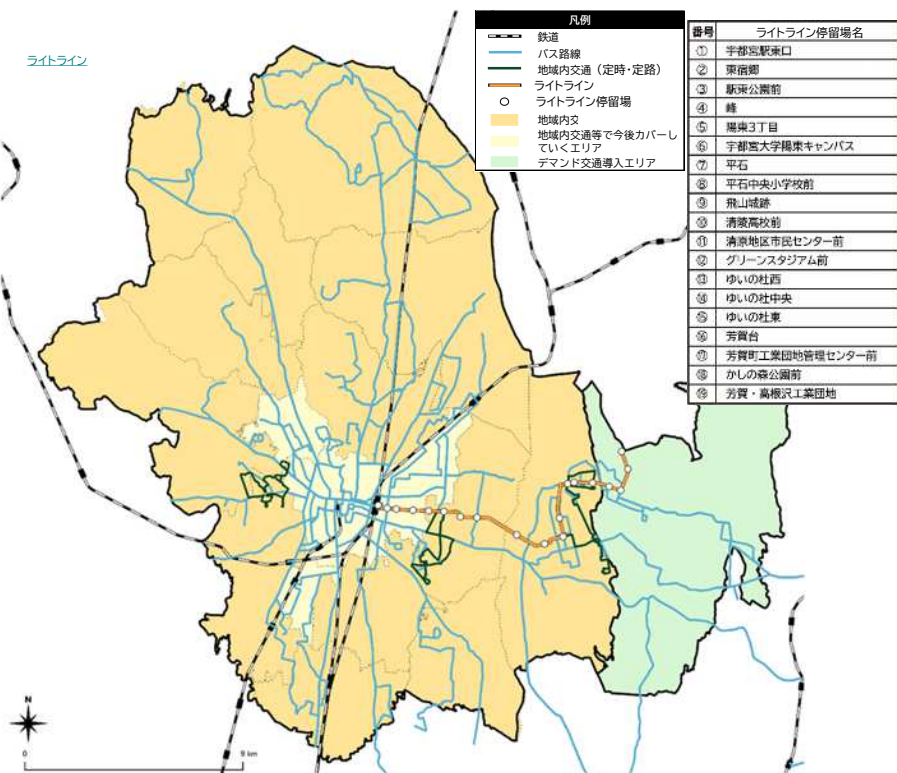 ライトライン
凡例
鉄道
バス路線
地域内交通（定時・定路）
ライトライン
ライトライン停留場
地域内交
地域内交通等で今後カバーし
ていくエリア
デマンド交通導入エリア
番号 ライトライン停留場名
① 宇都宮駅東口
② 東宿郷
③ 駅東公園前
④ 峰
⑤ 陽東3丁目
⑥ 宇都宮大学陽東キャンパス
⑦ 平石
⑧ 平石中央小学校前
⑨ 飛山城跡
⑩ 清陵高校前
⑪ 清原地区市民センター前
⑫ グリーンスタジアム前
⑬ ゆいの杜西
⑭ ゆいの杜中央
⑮ ゆいの杜東
⑯ 芳賀台
⑰ 芳賀町工業団地管理センター前
⑱ かしの森公園前
⑲ 芳賀・高根沢工業団地
N
0 9 km